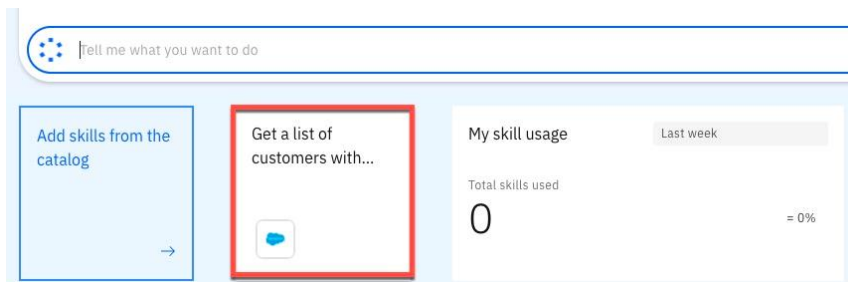 Tell me what you want to do
Add skills from the
catalog
Get a list of
customers with...
My skill usage
Last week
Total skills used
0
= 0%